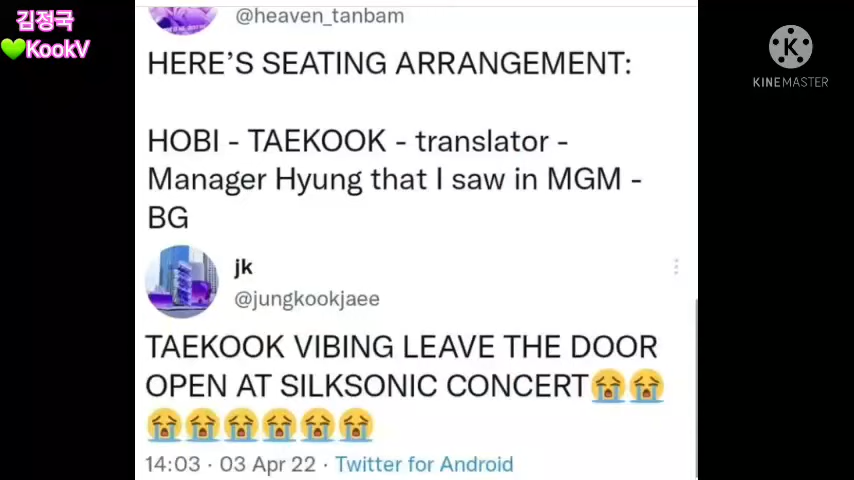 김정국
💚KookV
@heaven_tanbam
KINEMASTER
HERE’S SEATING ARRANGEMENT:
HOBI - TAEKOOK - translator -
Manager Hyung that I saw in MGM -
BG
jk
@jungkookjaee
TAEKOOK VIBING LEAVE THE DOOR
OPEN AT SILKSONIC CONCERT😭😭
😭😭😭😭😭😭
14:03 · 03 Apr 22 · Twitter for Android